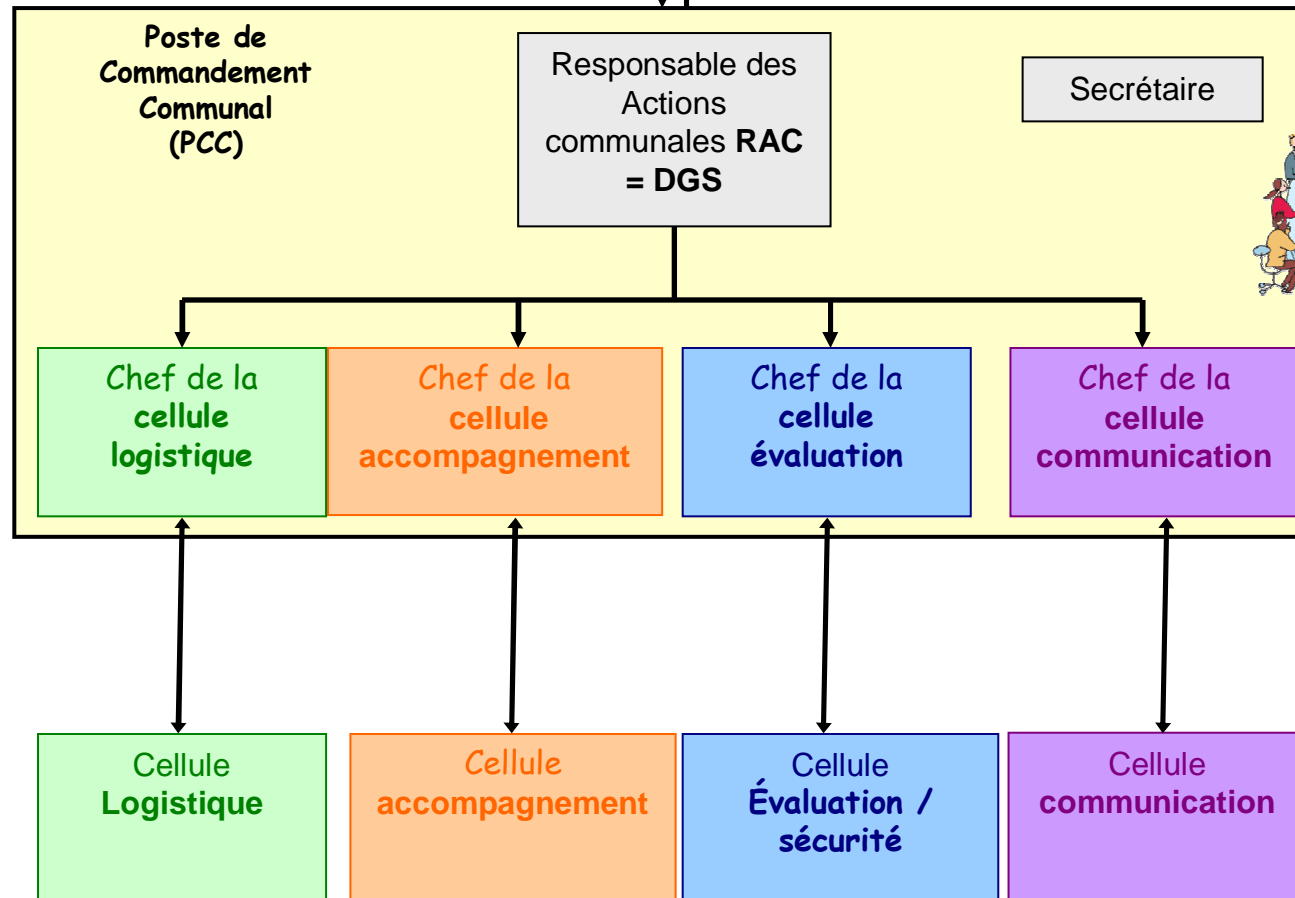 Poste de
Commandement
Communal
(PCC)
Responsable des
Actions
communales RAC
= DGS
Secrétaire
Chef de la
cellule
logistique
Chef de la
cellule
accompagnement
Chef de la
cellule
évaluation
Chef de la
cellule
communication
Cellule
Logistique
Cellule
accompagnement
Cellule
Évaluation /
sécurité
Cellule
communication